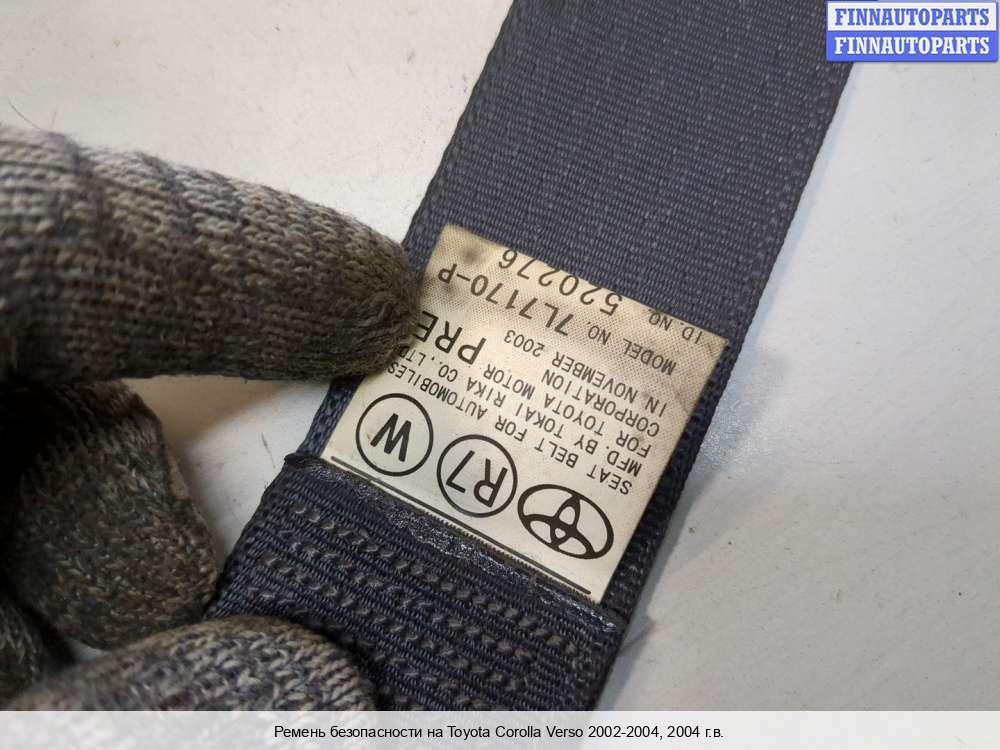 FINNAUTOPARTS
FINNAUTOPARTS
R7 W
SEAT BELT FOR AUTOMOBILES
MFD. BY TOKAI RIKA CO., LTD
FOR TOYOTA MOTOR
CORPORATION
IN NOVEMBER 2003
PRE
MODEL NO. 7L7170-P
ID. NO. 520276
Ремень безопасности на Toyota Corolla Verso 2002-2004, 2004 г.в.